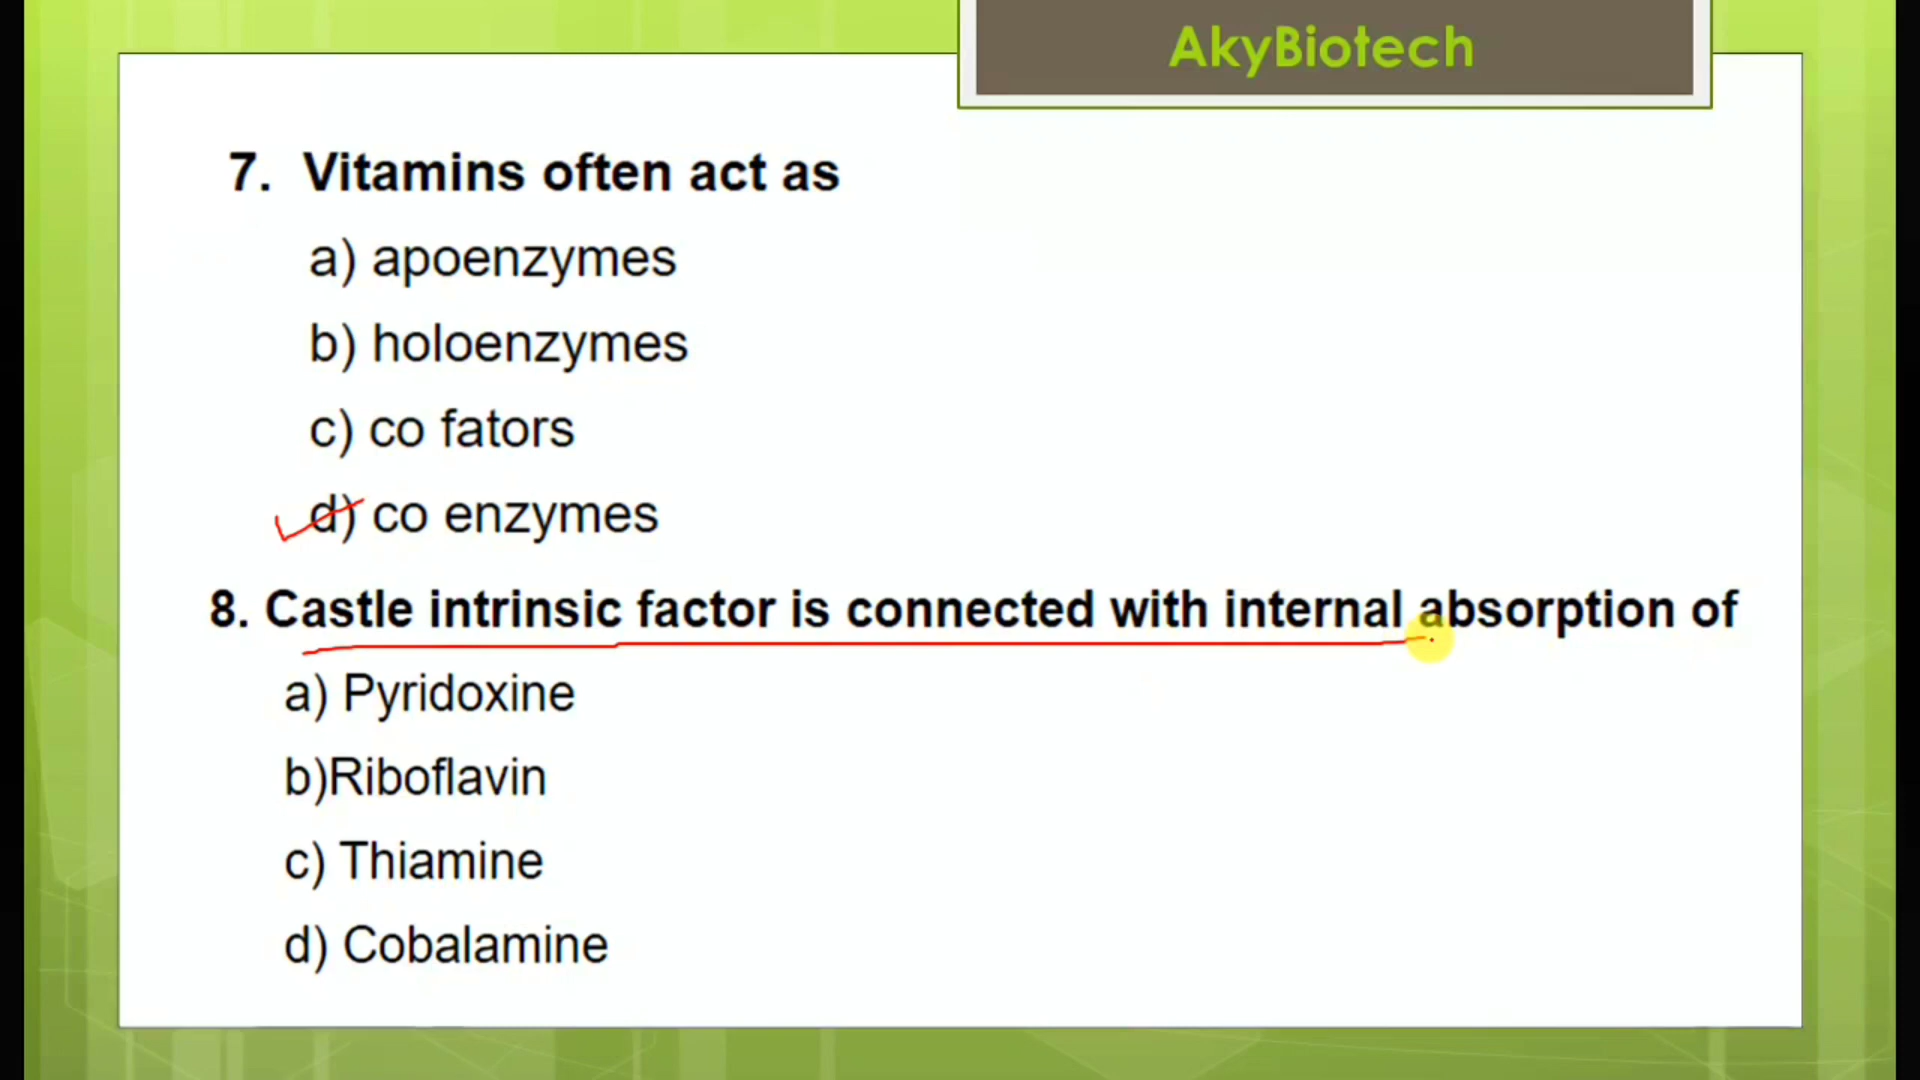 AkyBiotech
7. Vitamins often act as
a) apoenzymes
b) holoenzymes
c) co fators
d) co enzymes
8. Castle intrinsic factor is connected with internal absorption of
a) Pyridoxine
b)Riboflavin
c) Thiamine
d) Cobalamine